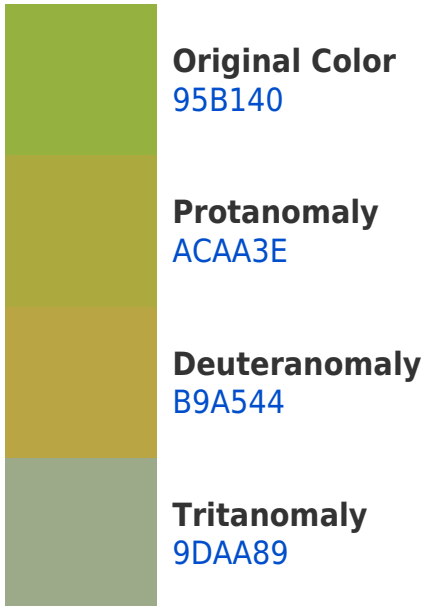 Original Color
95B140
Protanomaly
ACAA3E
Deuteranomaly
B9A544
Tritanomaly
9DAA89